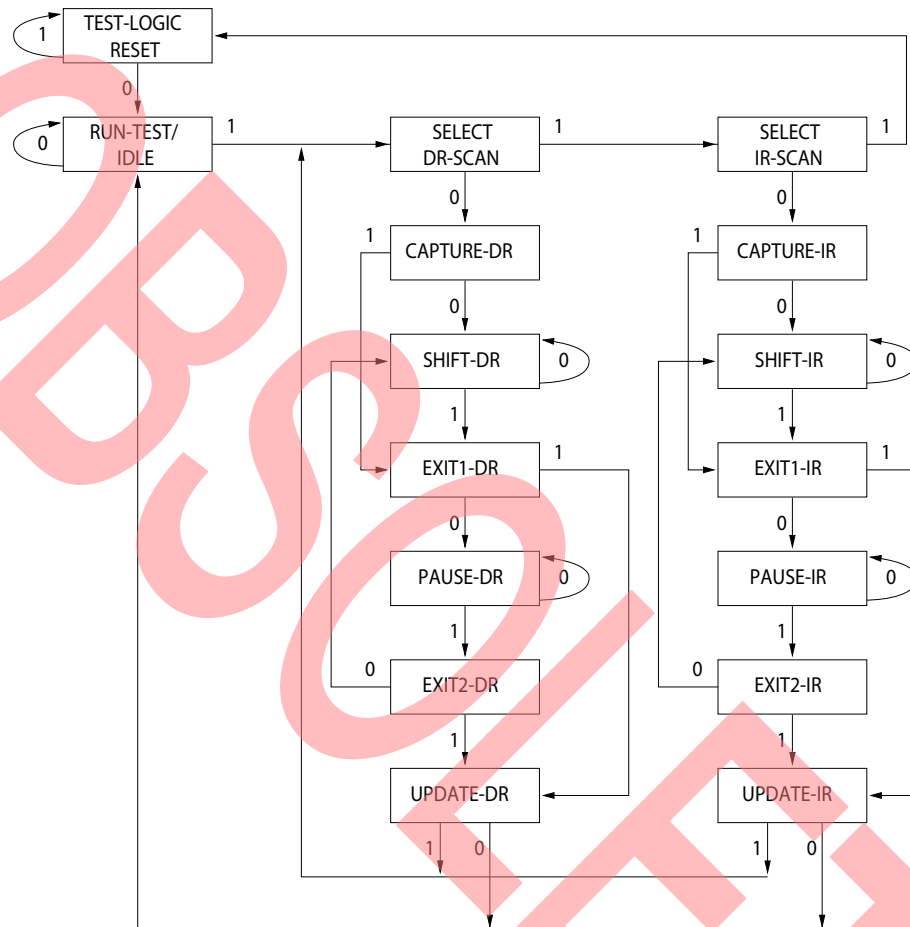 TEST-LOGIC
RESET
1
0
RUN-TEST/
IDLE
0
1
SELECT
DR-SCAN
1
SELECT
IR-SCAN
1
0
0
1
CAPTURE-DR
1
CAPTURE-IR
0
0
SHIFT-DR
0
SHIFT-IR
0
1
1
EXIT1-DR
1
EXIT1-IR
1
0
0
PAUSE-DR
0
PAUSE-IR
0
1
1
0
EXIT2-DR
0
EXIT2-IR
1
1
UPDATE-DR
UPDATE-IR
1
0
1
0
OBSOLET